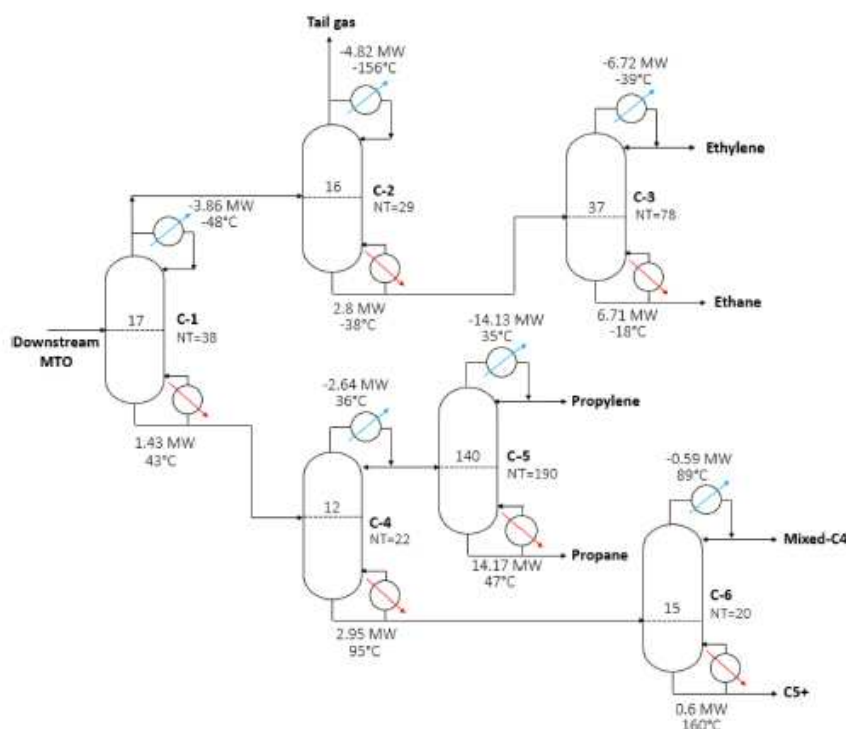 Tail gas
-4.82 MW
-156°C
-6.72 MW
-39°C
Ethylene
16
C-2
NT=29
C-3
NT=78
37
-3.86 MW
-48°C
2.8 MW
-38°C
6.71 MW
-18°C
Ethane
17
C-1
NT=38
Downstream
MTO
-14.13 MW
35°C
-2.64 MW
36°C
Propylene
1.43 MW
43°C
140
C-5
NT=190
-0.59 MW
89°C
12
C-4
NT=22
Mixed-C4
Propane
14.17 MW
47°C
C-6
NT=20
15
2.95 MW
95°C
C5+
0.6 MW
160°C